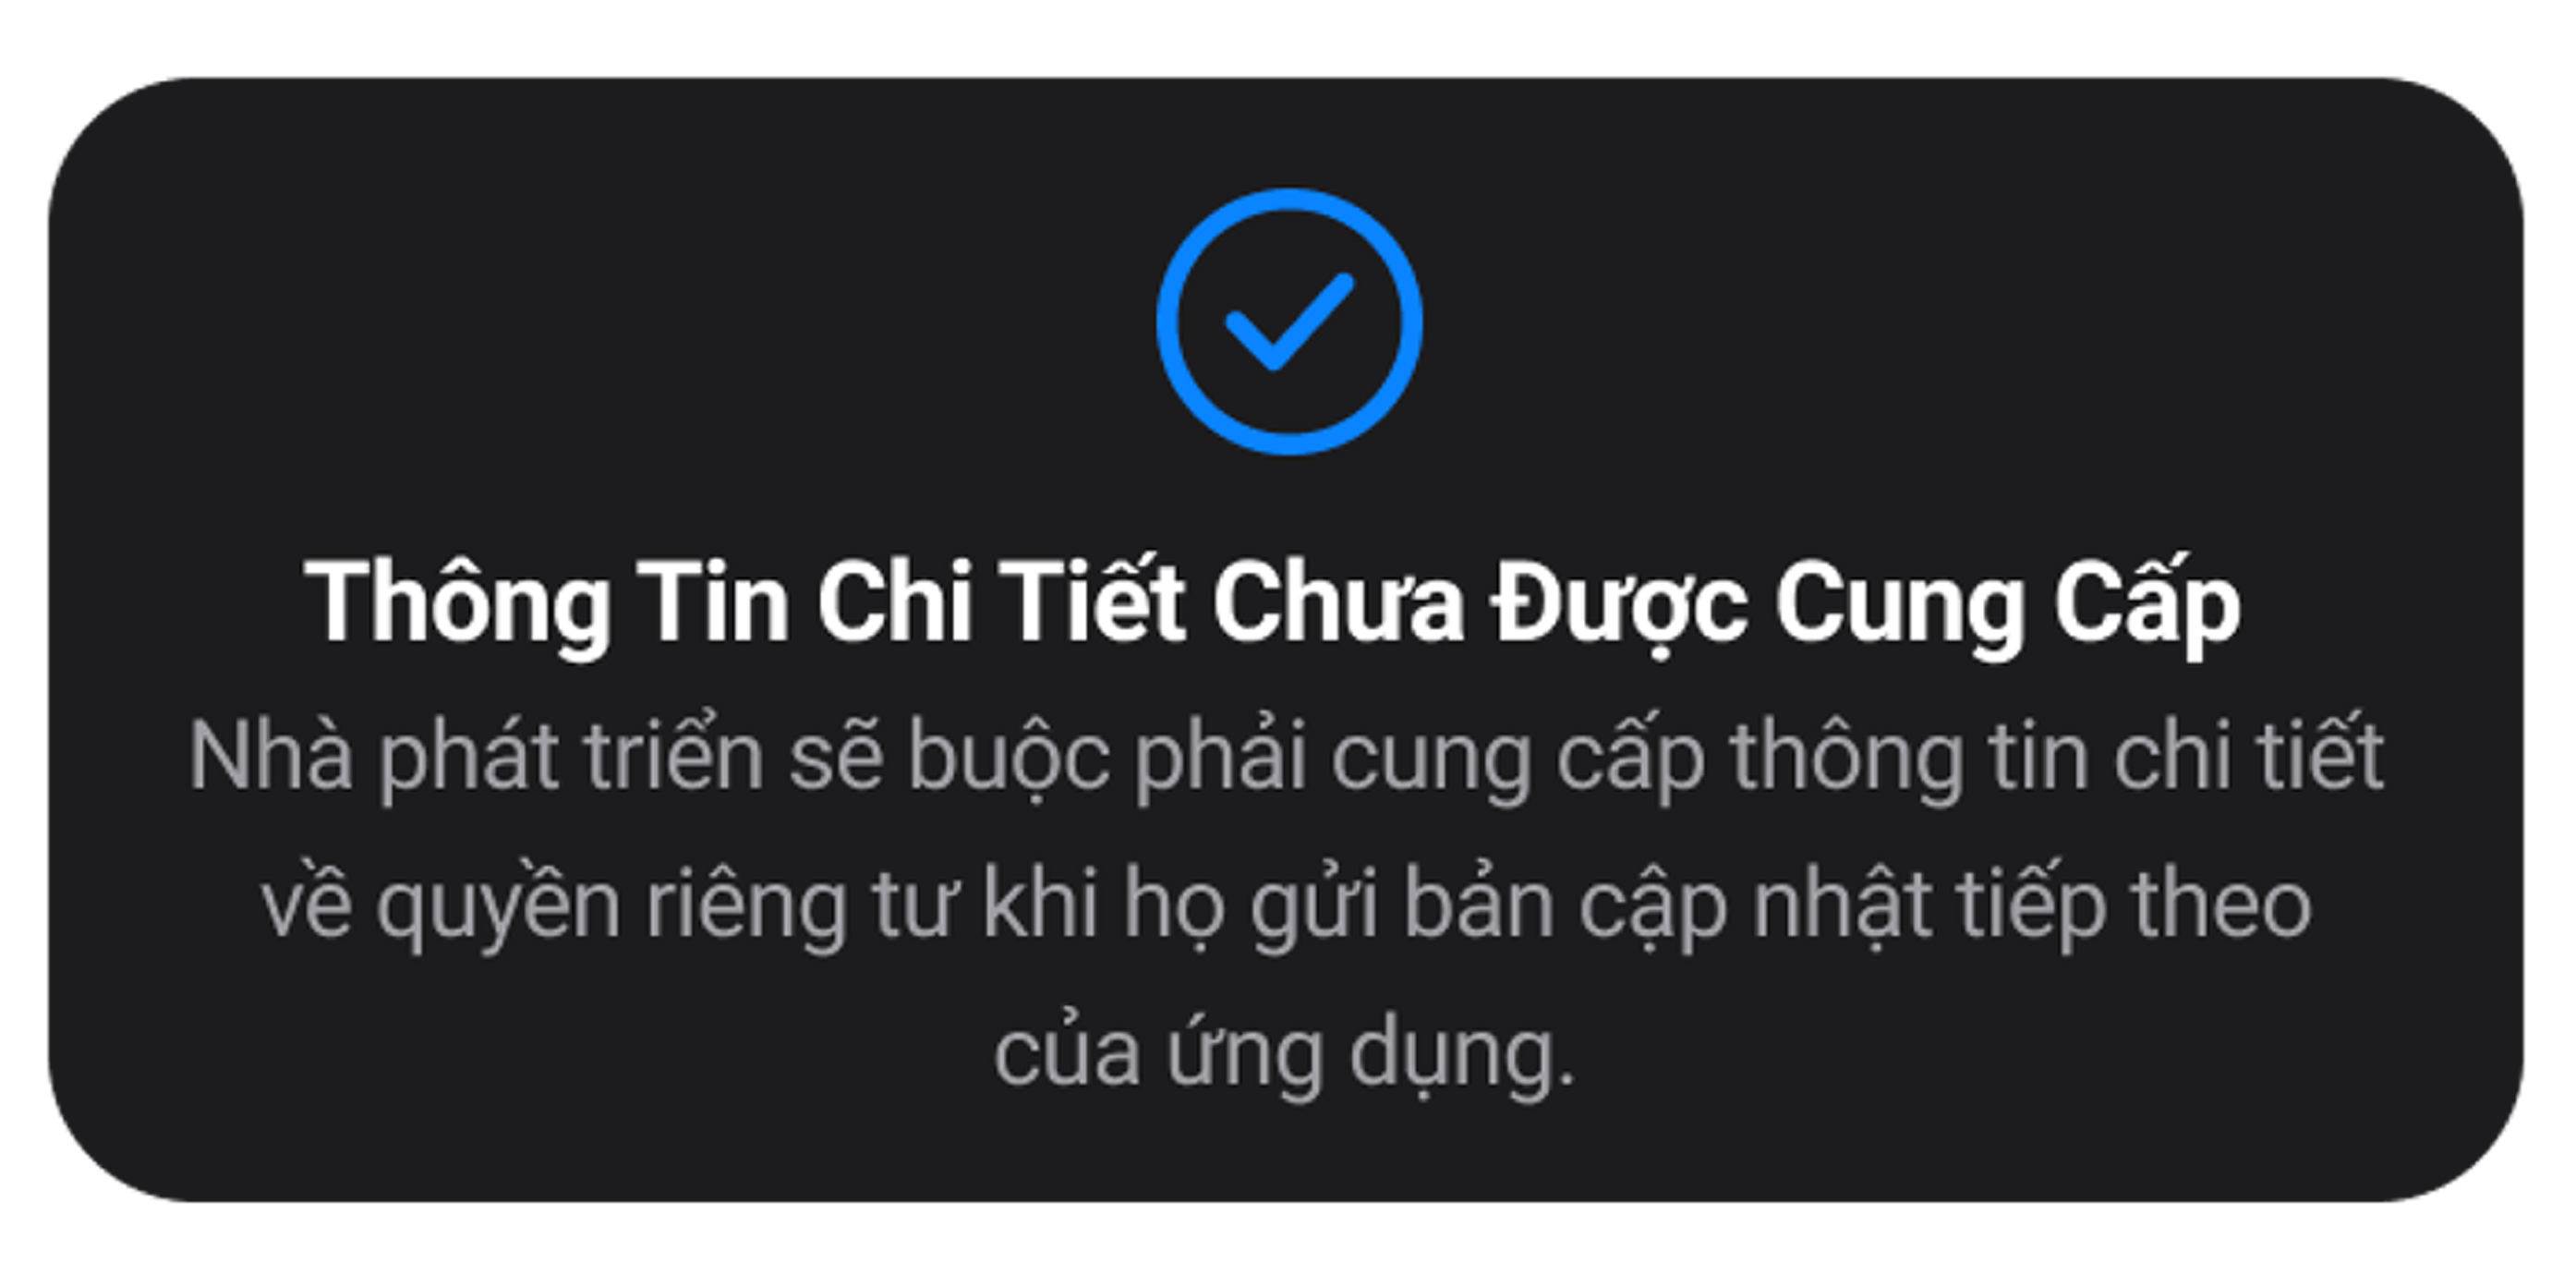 Thông Tin Chi Tiết Chưa Được Cung Cấp
Nhà phát triển sẽ buộc phải cung cấp thông tin chi tiết
về quyền riêng tư khi họ gửi bản cập nhật tiếp theo
của ứng dụng.